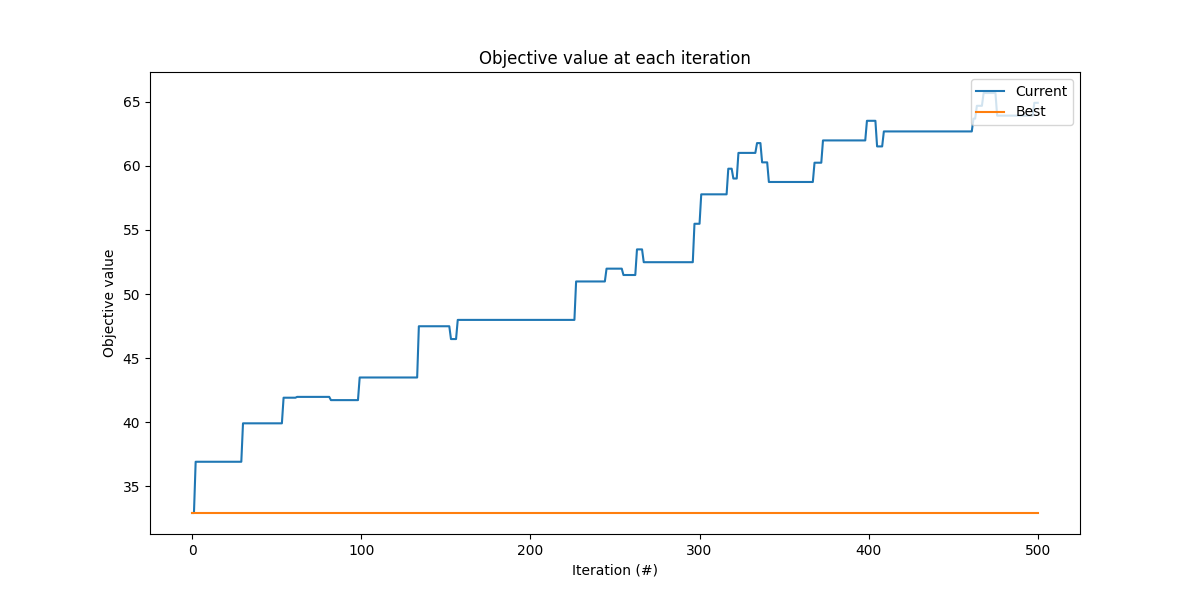 Objective value at each iteration
Current
Best
Objective value
65
60
55
50
45
40
35
0 100 200 300 400 500
Iteration (#)